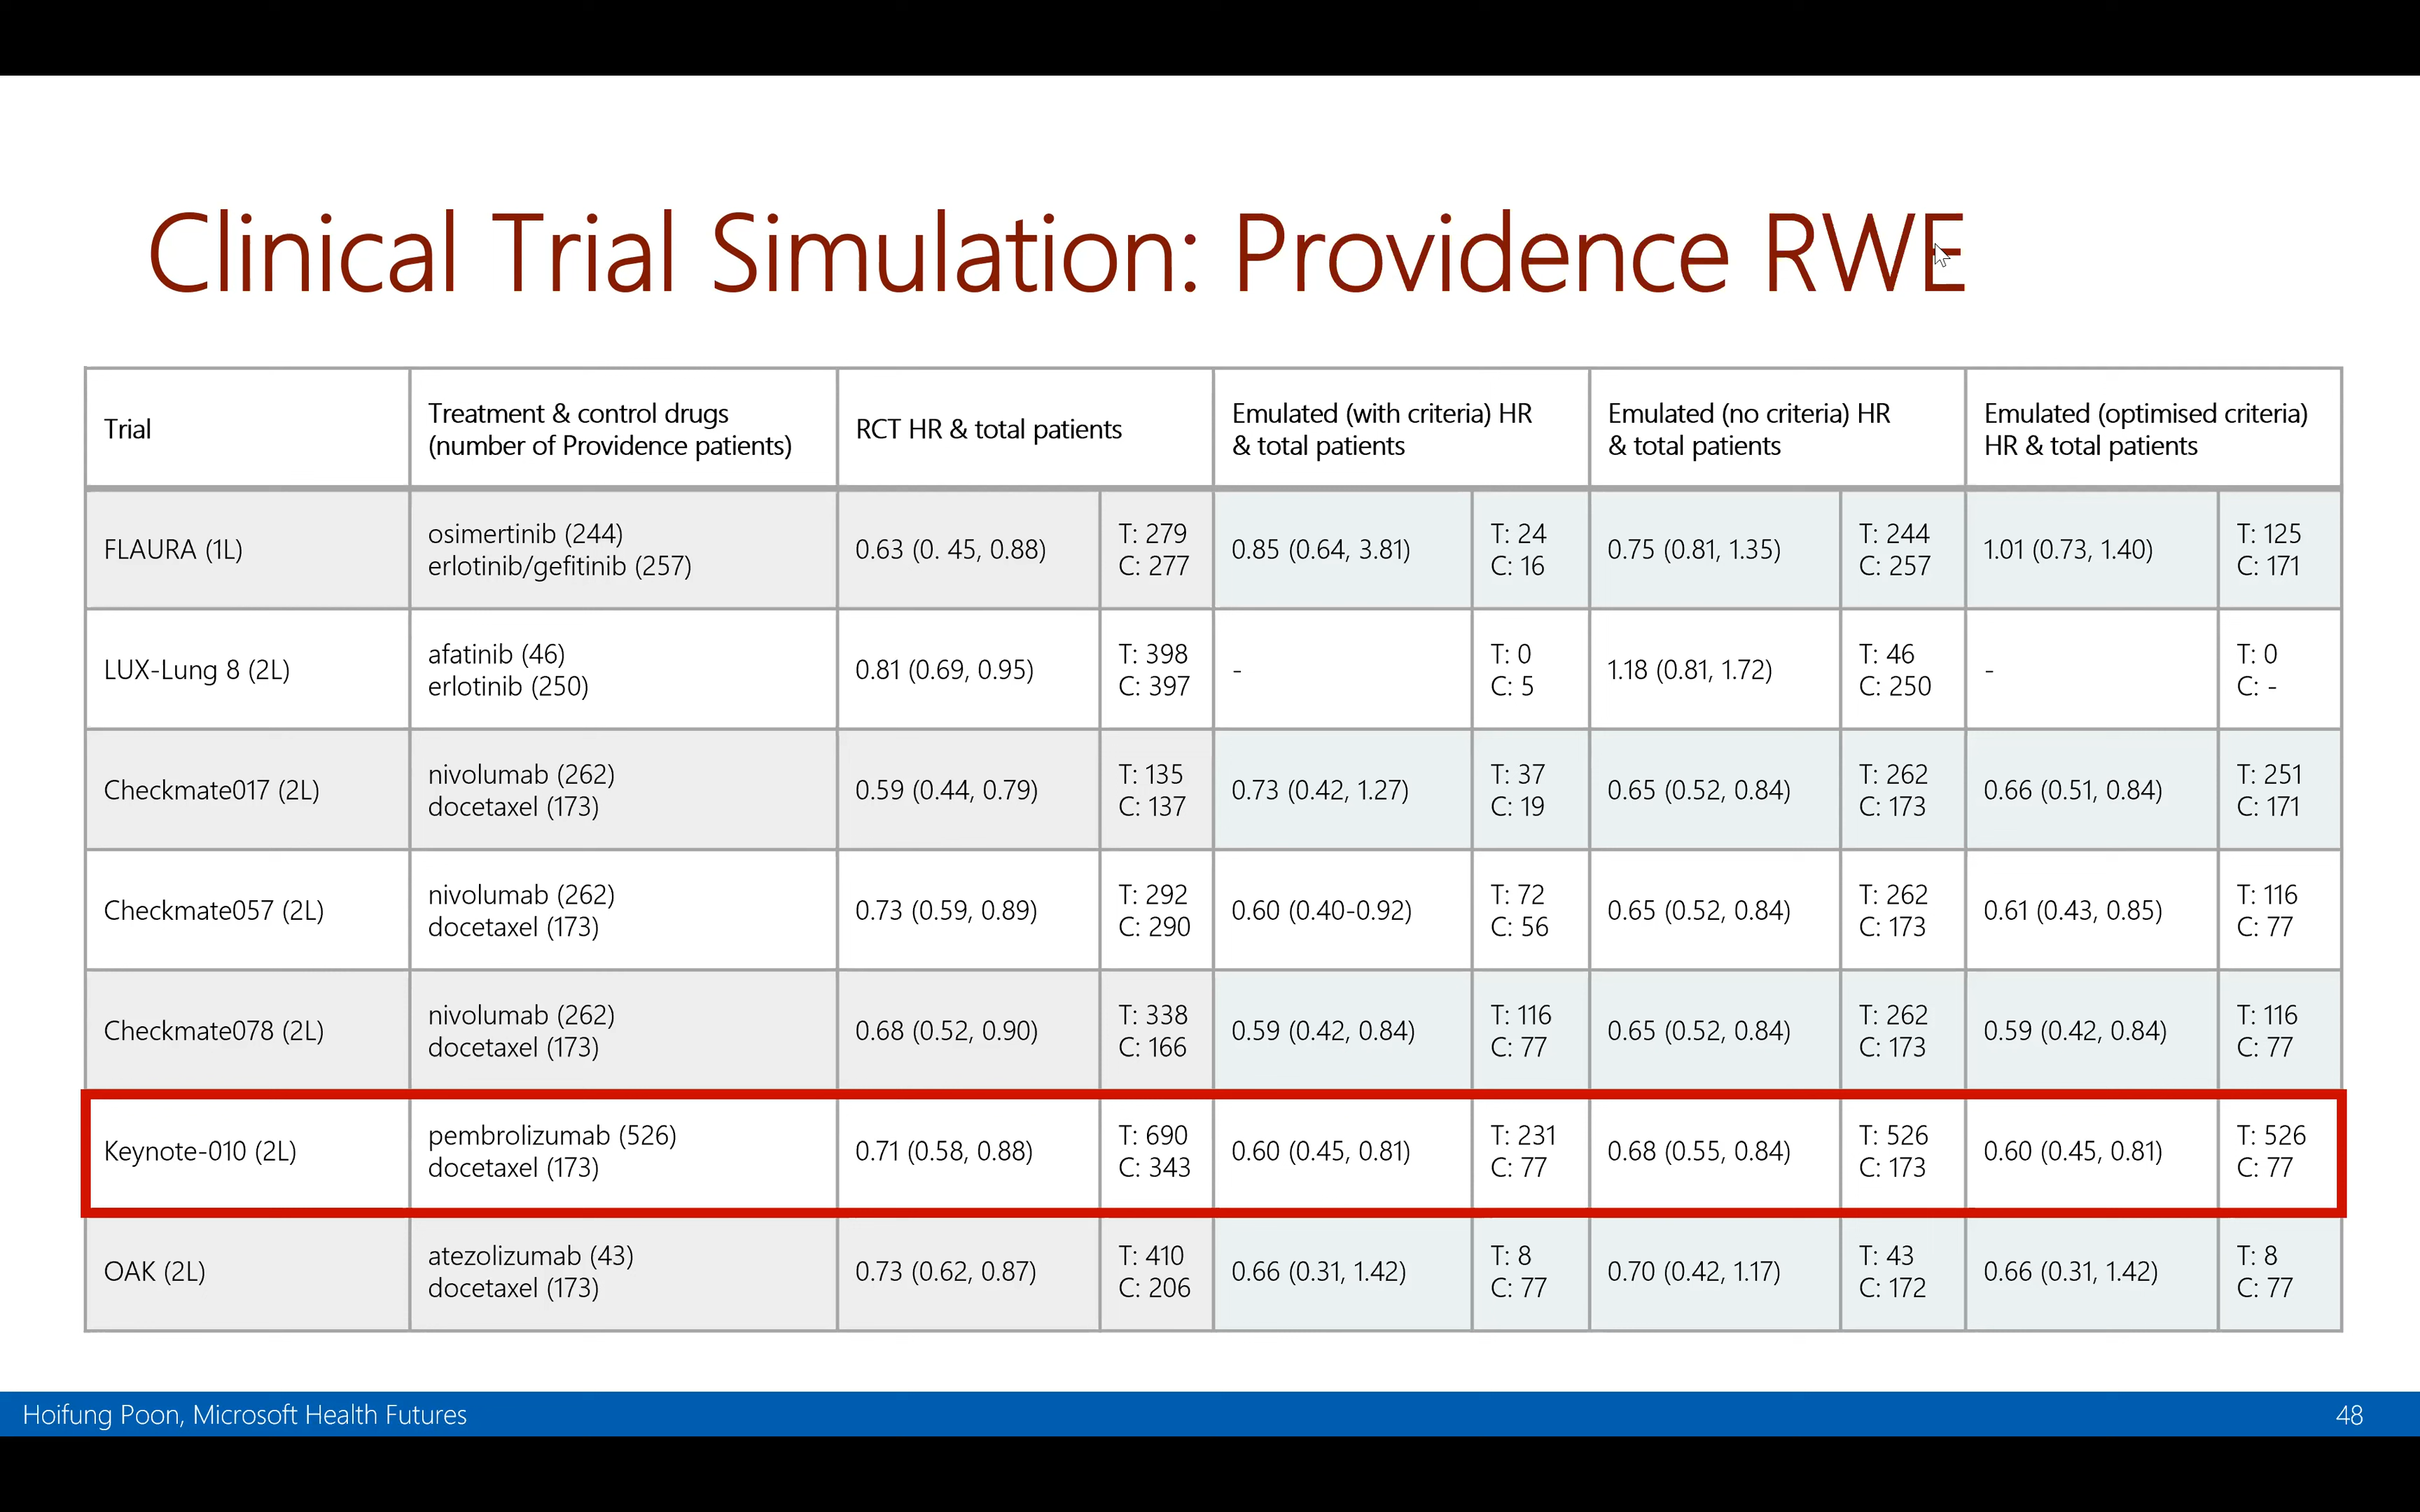 Clinical Trial Simulation: Providence RWE
Trial
Treatment & control drugs
(number of Providence patients)
RCT HR & total patients
Emulated (with criteria) HR
& total patients
Emulated (no criteria) HR
& total patients
Emulated (optimised criteria)
HR & total patients
FLAURA (1L)
osimertinib (244)
erlotinib/gefitinib (257)
0.63 (0. 45, 0.88)
T: 279
C: 277
0.85 (0.64, 3.81)
T: 24
C: 16
0.75 (0.81, 1.35)
T: 244
C: 257
1.01 (0.73, 1.40)
T: 125
C: 171
LUX-Lung 8 (2L)
afatinib (46)
erlotinib (250)
0.81 (0.69, 0.95)
T: 398
C: 397
-
T: 0
C: 5
1.18 (0.81, 1.72)
T: 46
C: 250
-
T: 0
C: -
Checkmate017 (2L)
nivolumab (262)
docetaxel (173)
0.59 (0.44, 0.79)
T: 135
C: 137
0.73 (0.42, 1.27)
T: 37
C: 19
0.65 (0.52, 0.84)
T: 262
C: 173
0.66 (0.51, 0.84)
T: 251
C: 171
Checkmate057 (2L)
nivolumab (262)
docetaxel (173)
0.73 (0.59, 0.89)
T: 292
C: 290
0.60 (0.40-0.92)
T: 72
C: 56
0.65 (0.52, 0.84)
T: 262
C: 173
0.61 (0.43, 0.85)
T: 116
C: 77
Checkmate078 (2L)
nivolumab (262)
docetaxel (173)
0.68 (0.52, 0.90)
T: 338
C: 166
0.59 (0.42, 0.84)
T: 116
C: 77
0.65 (0.52, 0.84)
T: 262
C: 173
0.59 (0.42, 0.84)
T: 116
C: 77
Keynote-010 (2L)
pembrolizumab (526)
docetaxel (173)
0.71 (0.58, 0.88)
T: 690
C: 343
0.60 (0.45, 0.81)
T: 231
C: 77
0.68 (0.55, 0.84)
T: 526
C: 173
0.60 (0.45, 0.81)
T: 526
C: 77
OAK (2L)
atezolizumab (43)
docetaxel (173)
0.73 (0.62, 0.87)
T: 410
C: 206
0.66 (0.31, 1.42)
T: 8
C: 77
0.70 (0.42, 1.17)
T: 43
C: 172
0.66 (0.31, 1.42)
T: 8
C: 77
Hoifung Poon, Microsoft Health Futures
48